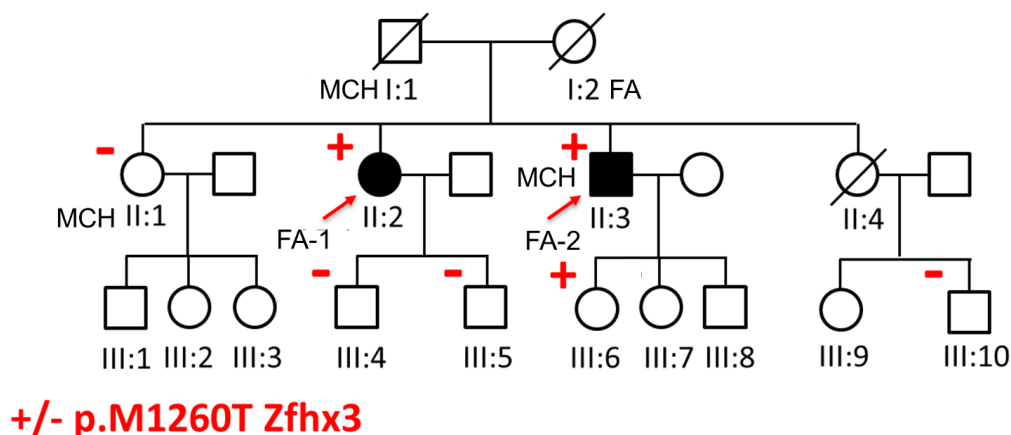 MCH I:1
I:2 FA
- + + 
MCH
MCH II:1
II:2
II:3
II:4
FA-1
FA-2
- - + -
III:1 III:2 III:3
III:4
III:5
III:6 III:7 III:8
III:9
III:10
+/- p.M1260T Zfhx3